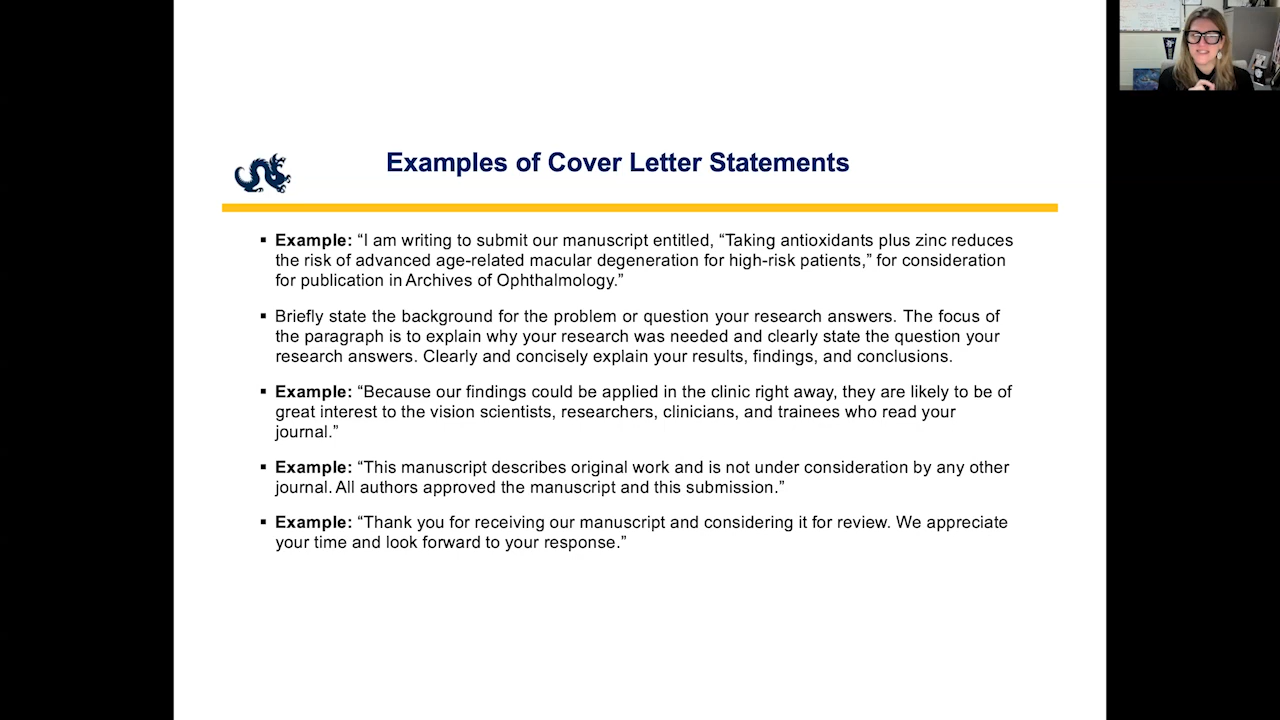 Examples of Cover Letter Statements
▪ Example: “I am writing to submit our manuscript entitled, “Taking antioxidants plus zinc reduces
the risk of advanced age-related macular degeneration for high-risk patients,” for consideration
for publication in Archives of Ophthalmology.”
▪ Briefly state the background for the problem or question your research answers. The focus of
the paragraph is to explain why your research was needed and clearly state the question your
research answers. Clearly and concisely explain your results, findings, and conclusions.
▪ Example: “Because our findings could be applied in the clinic right away, they are likely to be of
great interest to the vision scientists, researchers, clinicians, and trainees who read your
journal.”
▪ Example: “This manuscript describes original work and is not under consideration by any other
journal. All authors approved the manuscript and this submission.”
▪ Example: “Thank you for receiving our manuscript and considering it for review. We appreciate
your time and look forward to your response.”